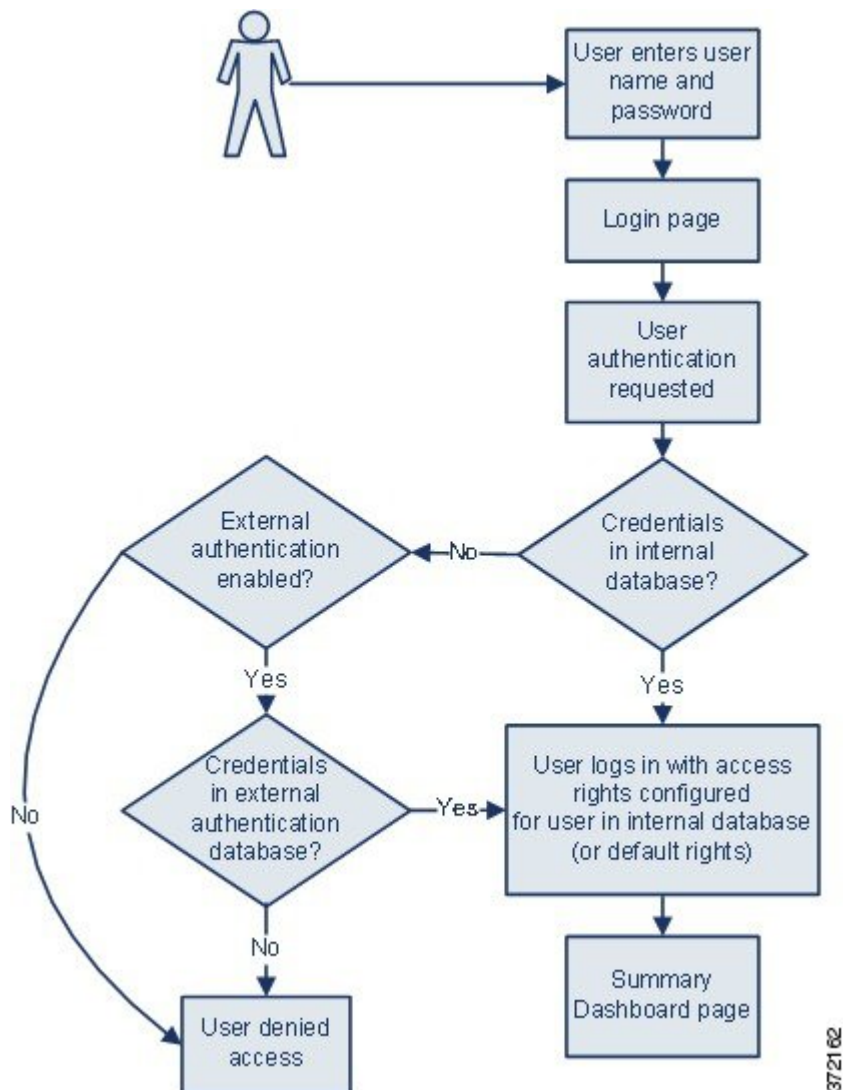 User enters user
name and
password
Login page
User
authentication
requested
External
authentication
enabled?
No
Credentials
in internal
database?
Yes
Yes
Credentials
in external
authentication
database?
Yes
User logs in with access
rights configured
for user in internal database
(or default rights)
No
No
User denied
access
Summary
Dashboard page
372162